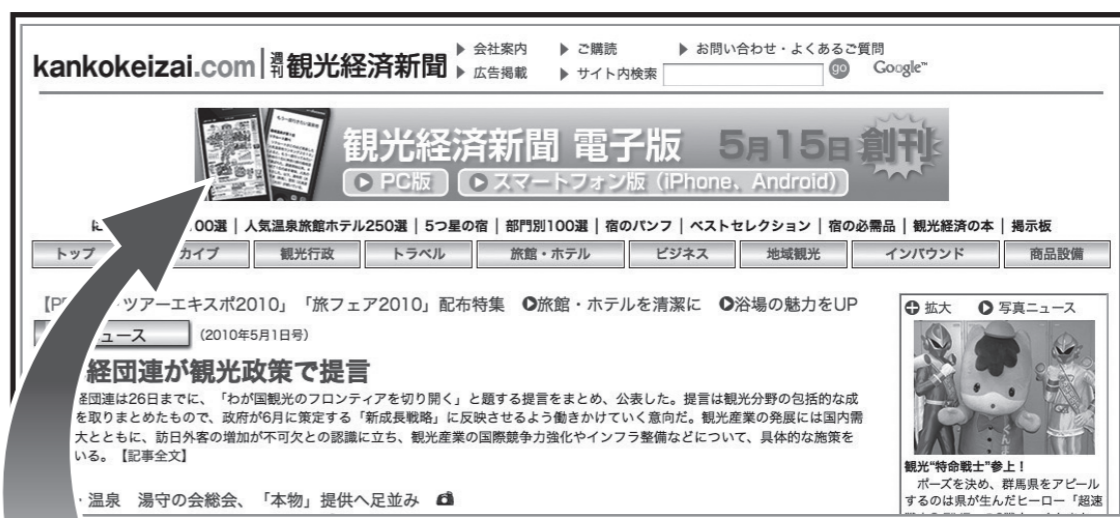 kankokeizai.com 週刊 観光経済新聞
会社案内 ご購読 お問い合わせ・よくあるご質問
広告掲載 サイト内検索 go Google™
観光経済新聞 電子版 5月15日 創刊
PC版 スマートフォン版（iPhone、Android）
100選｜人気温泉旅館ホテル250選｜5つ星の宿｜部門別100選｜宿のパンフ｜ベストセレクション｜宿の必需品｜観光経済の本｜掲示板
トップ カイブ 観光行政 トラベル 旅館・ホテル ビジネス 地域観光 インバウンド 商品設備
ツアーエキスポ2010」「旅フェア2010」配布特集 旅館・ホテルを清潔に 浴場の魅力をUP
ュース （2010年5月1日号）
経団連が観光政策で提言
経団連は26日までに、「わが国観光のフロンティアを切り開く」と題する提言をまとめ、公表した。提言は観光分野の包括的な成
を取りまとめたもので、政府が6月に策定する「新成長戦略」に反映させるよう働きかけていく意向だ。観光産業の発展には国内需
大とともに、訪日外客の増加が不可欠との認識に立ち、観光産業の国際競争力強化やインフラ整備などについて、具体的な施策を
いる。【記事全文】
・温泉 湯守の会総会、「本物」提供へ足並み
拡大 写真ニュース
観光“特命戦士”参上！
ポーズを決め、群馬県をアピール
するのは県が生んだヒーロー「超速